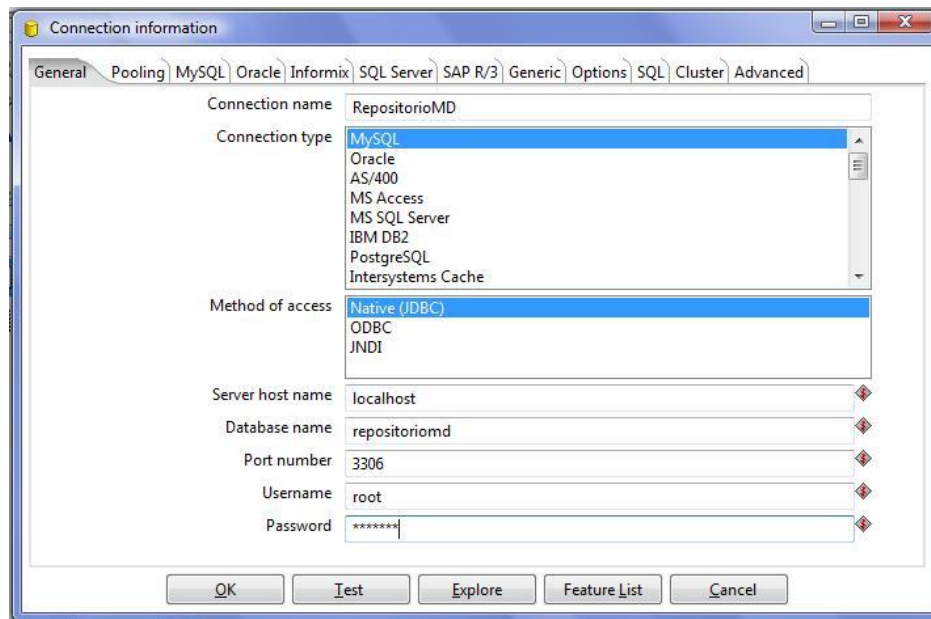 Connection information
General Pooling MySQL Oracle Informix SQL Server SAP R/3 Generic Options SQL Cluster Advanced
Connection name RepositorioMD
Connection type MySQL
Oracle
AS/400
MS Access
MS SQL Server
IBM DB2
PostgreSQL
Intersystems Cache
Method of access Native (JDBC)
ODBC
JNDI
Server host name localhost
Database name repositoriomd
Port number 3306
Username root
Password *******
OK Test Explore Feature List Cancel